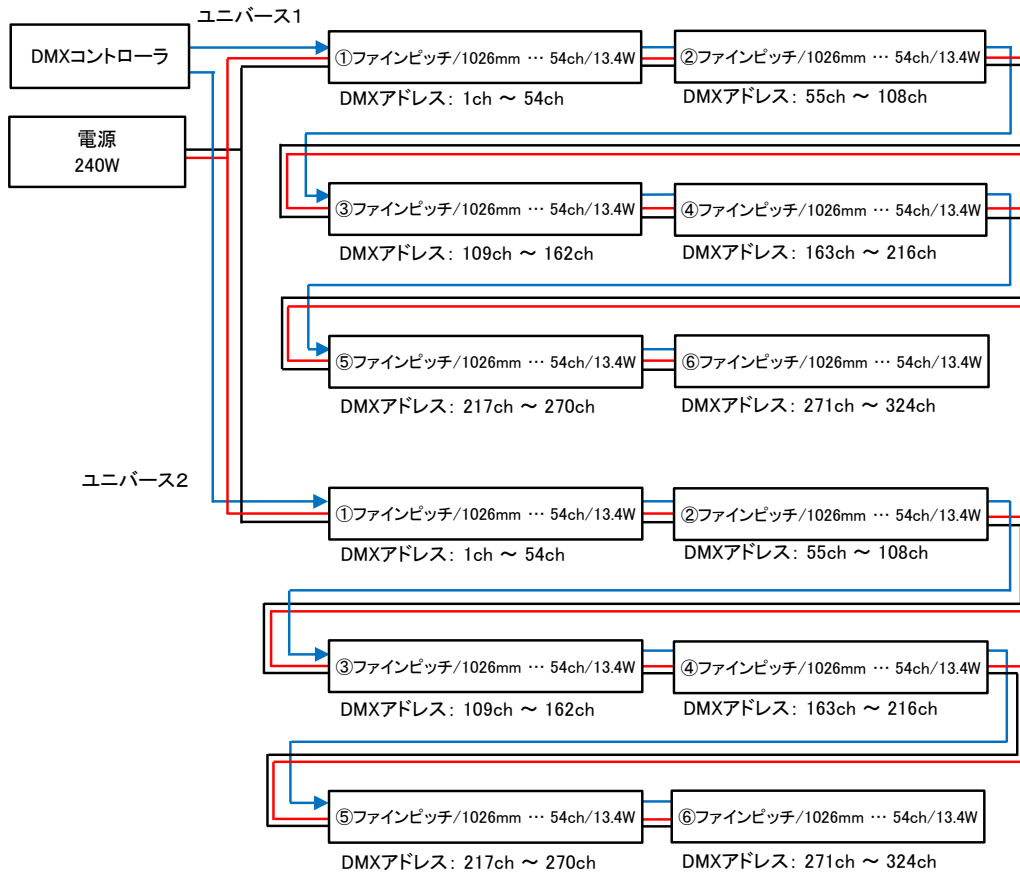 ユニバース1
DMXコントローラ
電源
240W
①ファインピッチ/1026mm … 54ch/13.4W
DMXアドレス: 1ch ～ 54ch
②ファインピッチ/1026mm … 54ch/13.4W
DMXアドレス: 55ch ～ 108ch
③ファインピッチ/1026mm … 54ch/13.4W
DMXアドレス: 109ch ～ 162ch
④ファインピッチ/1026mm … 54ch/13.4W
DMXアドレス: 163ch ～ 216ch
⑤ファインピッチ/1026mm … 54ch/13.4W
DMXアドレス: 217ch ～ 270ch
⑥ファインピッチ/1026mm … 54ch/13.4W
DMXアドレス: 271ch ～ 324ch
ユニバース２
①ファインピッチ/1026mm … 54ch/13.4W
DMXアドレス: 1ch ～ 54ch
②ファインピッチ/1026mm … 54ch/13.4W
DMXアドレス: 55ch ～ 108ch
③ファインピッチ/1026mm … 54ch/13.4W
DMXアドレス: 109ch ～ 162ch
④ファインピッチ/1026mm … 54ch/13.4W
DMXアドレス: 163ch ～ 216ch
⑤ファインピッチ/1026mm … 54ch/13.4W
DMXアドレス: 217ch ～ 270ch
⑥ファインピッチ/1026mm … 54ch/13.4W
DMXアドレス: 271ch ～ 324ch